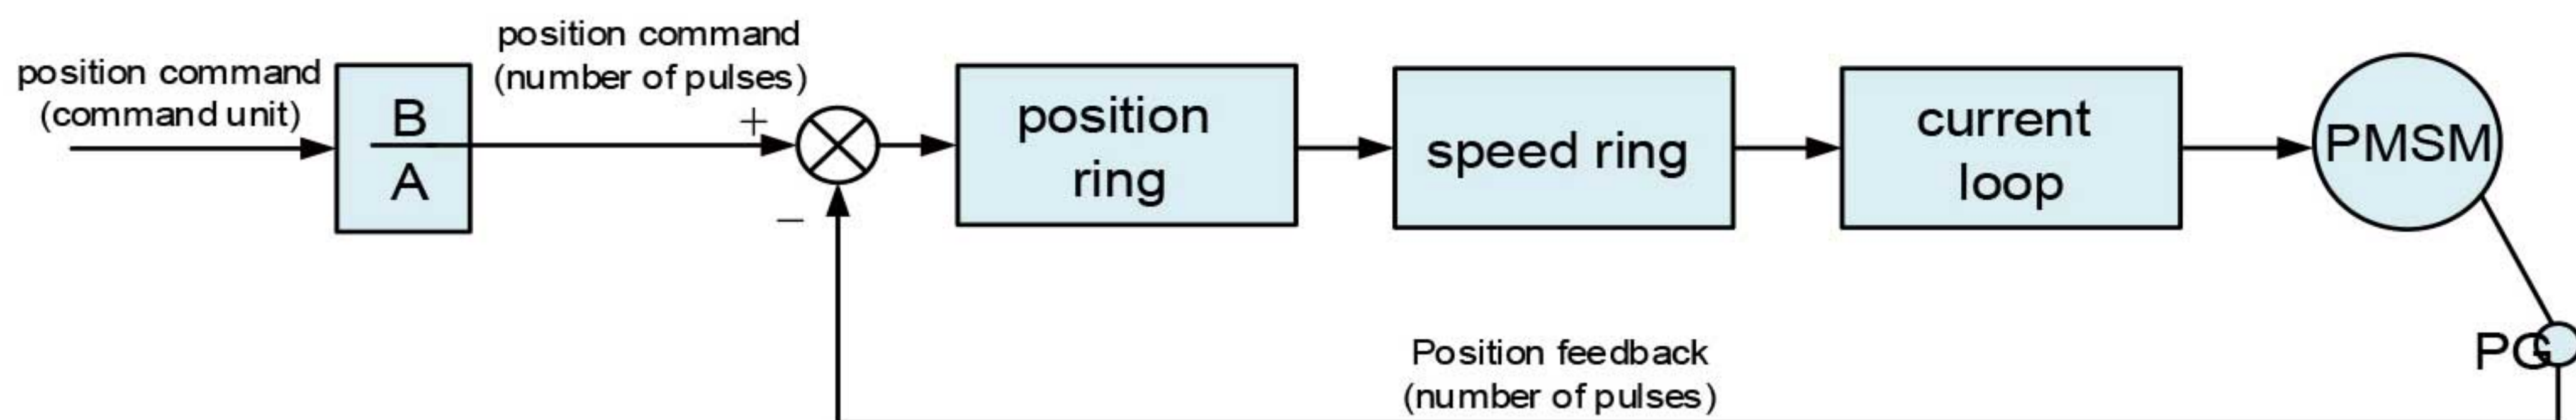 position command
(command unit)
B
A
position command
(number of pulses)
+
−
position
ring
speed ring
current
loop
PMSM
PG
Position feedback
(number of pulses)